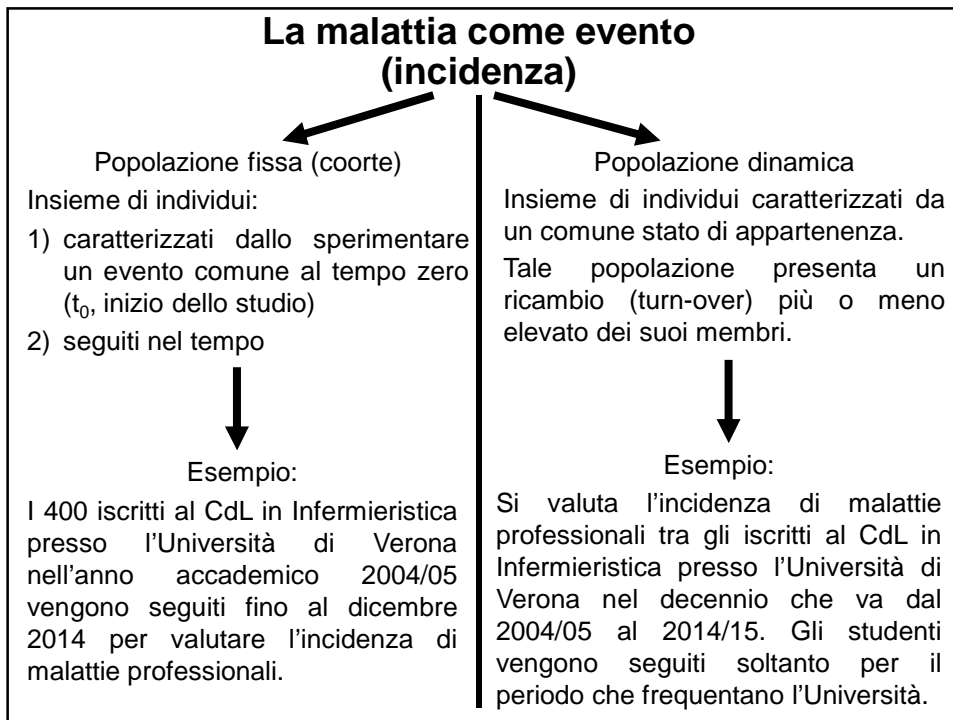 La malattia come evento
(incidenza)
Popolazione fissa (coorte)
Insieme di individui:
1) caratterizzati dallo sperimentare
un evento comune al tempo zero
(t₀, inizio dello studio)
2) seguiti nel tempo
Esempio:
I 400 iscritti al CdL in Infermieristica
presso l'Università di Verona
nell'anno accademico 2004/05
vengono seguiti fino al dicembre
2014 per valutare l'incidenza di
malattie professionali.
Popolazione dinamica
Insieme di individui caratterizzati da
un comune stato di appartenenza.
Tale popolazione presenta un
ricambio (turn-over) più o meno
elevato dei suoi membri.
Esempio:
Si valuta l'incidenza di malattie
professionali tra gli iscritti al CdL in
Infermieristica presso l'Università di
Verona nel decennio che va dal
2004/05 al 2014/15. Gli studenti
vengono seguiti soltanto per il
periodo che frequentano l'Università.